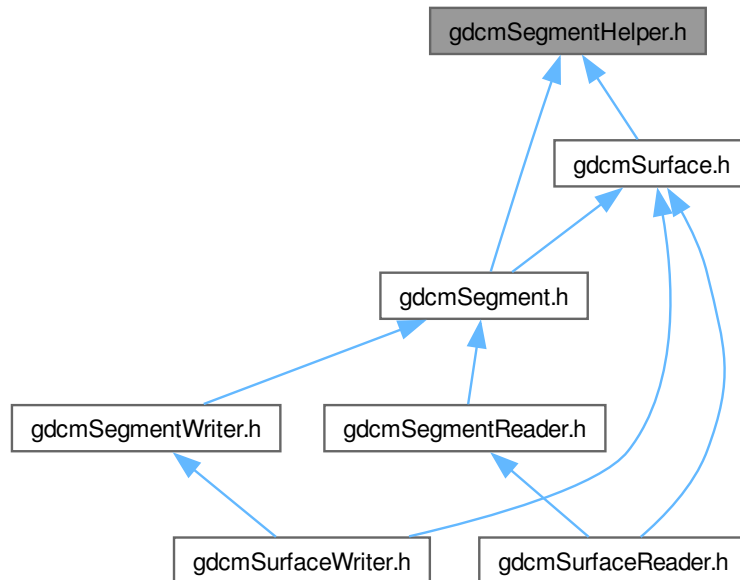 gdcmSegmentHelper.h
gdcmSurface.h
gdcmSegment.h
gdcmSegmentWriter.h
gdcmSegmentReader.h
gdcmSurfaceWriter.h
gdcmSurfaceReader.h